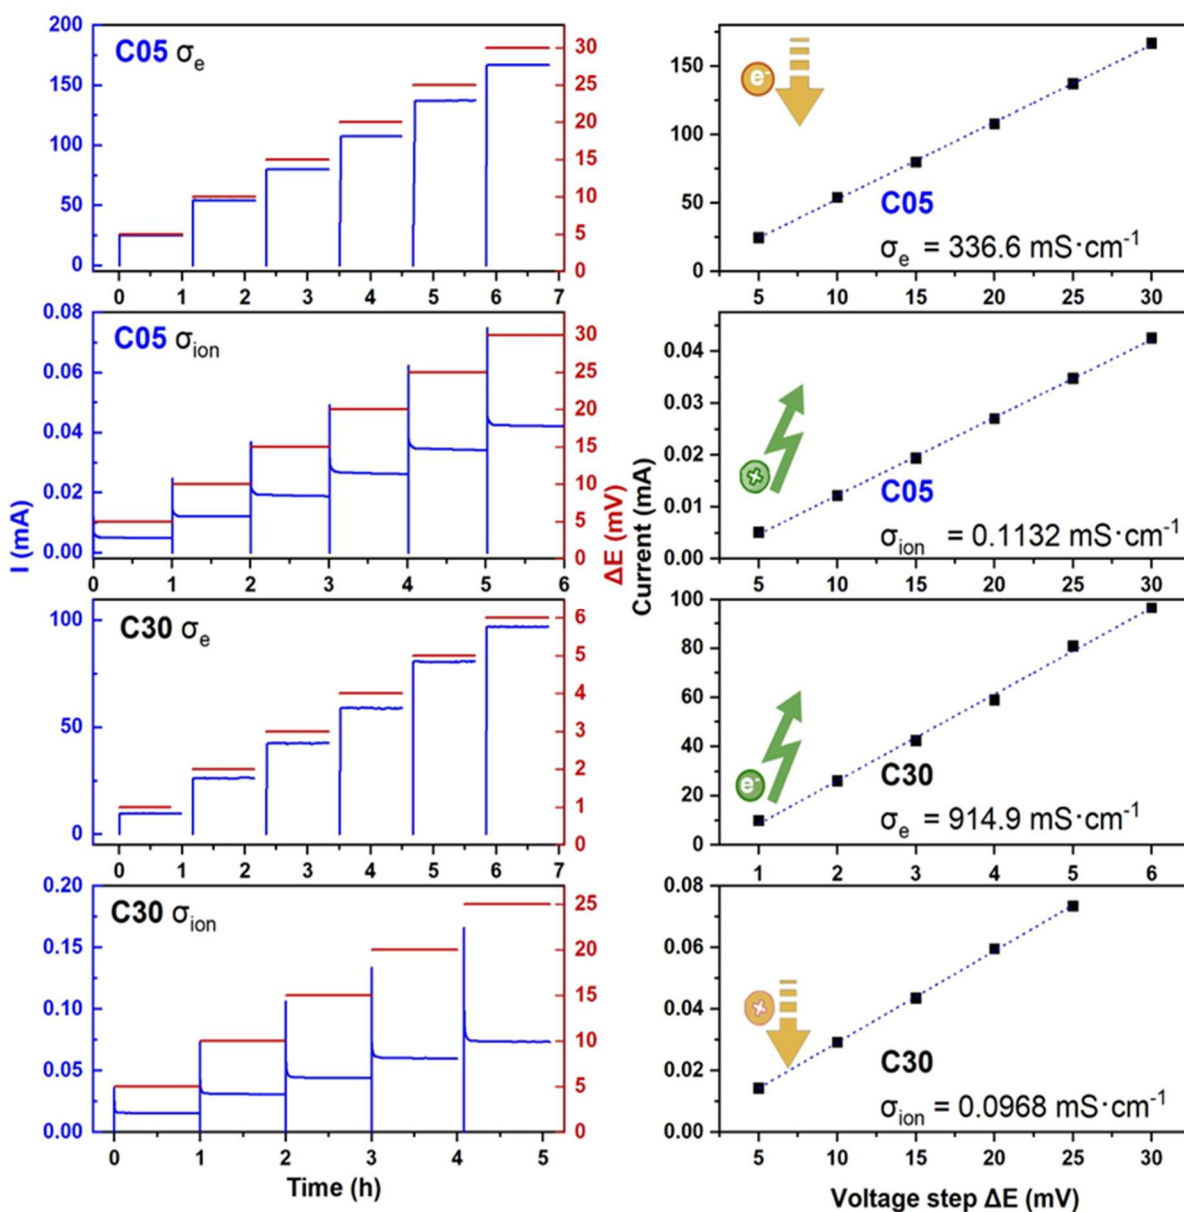 C05 σe
200
150
100
50
0
30
25
20
15
10
5
0
0 1 2 3 4 5 6 7
e-
C05
σe = 336.6 mS·cm-1
150
100
50
0
5 10 15 20 25 30
C05 σion
0.08
0.06
0.04
0.02
0.00
30
25
20
15
10
5
0
0 1 2 3 4 5 6
+
C05
σion = 0.1132 mS·cm-1
0.04
0.03
0.02
0.01
0.00
5 10 15 20 25 30
I (mA)
ΔE (mV)
Current (mA)
C30 σe
100
50
0
6
5
4
3
2
1
0
0 1 2 3 4 5 6 7
e-
C30
σe = 914.9 mS·cm-1
100
80
60
40
20
0
1 2 3 4 5 6
C30 σion
0.20
0.15
0.10
0.05
0.00
25
20
15
10
5
0
0 1 2 3 4 5
Time (h)
+
C30
σion = 0.0968 mS·cm-1
0.08
0.06
0.04
0.02
0.00
5 10 15 20 25 30
Voltage step ΔE (mV)